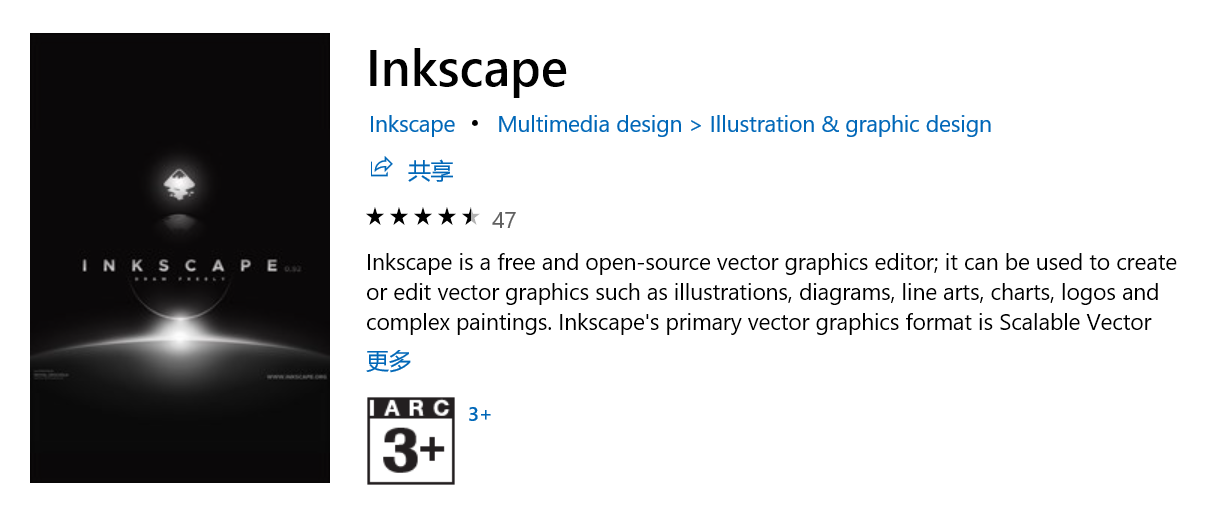 Inkscape
Inkscape • Multimedia design > Illustration & graphic design
共享
47
Inkscape is a free and open-source vector graphics editor; it can be used to create
or edit vector graphics such as illustrations, diagrams, line arts, charts, logos and
complex paintings. Inkscape's primary vector graphics format is Scalable Vector
更多
IARC
3+
3+
INKSCAPE 0.92
DRAW FREELY
WWW.INKSCAPE.ORG